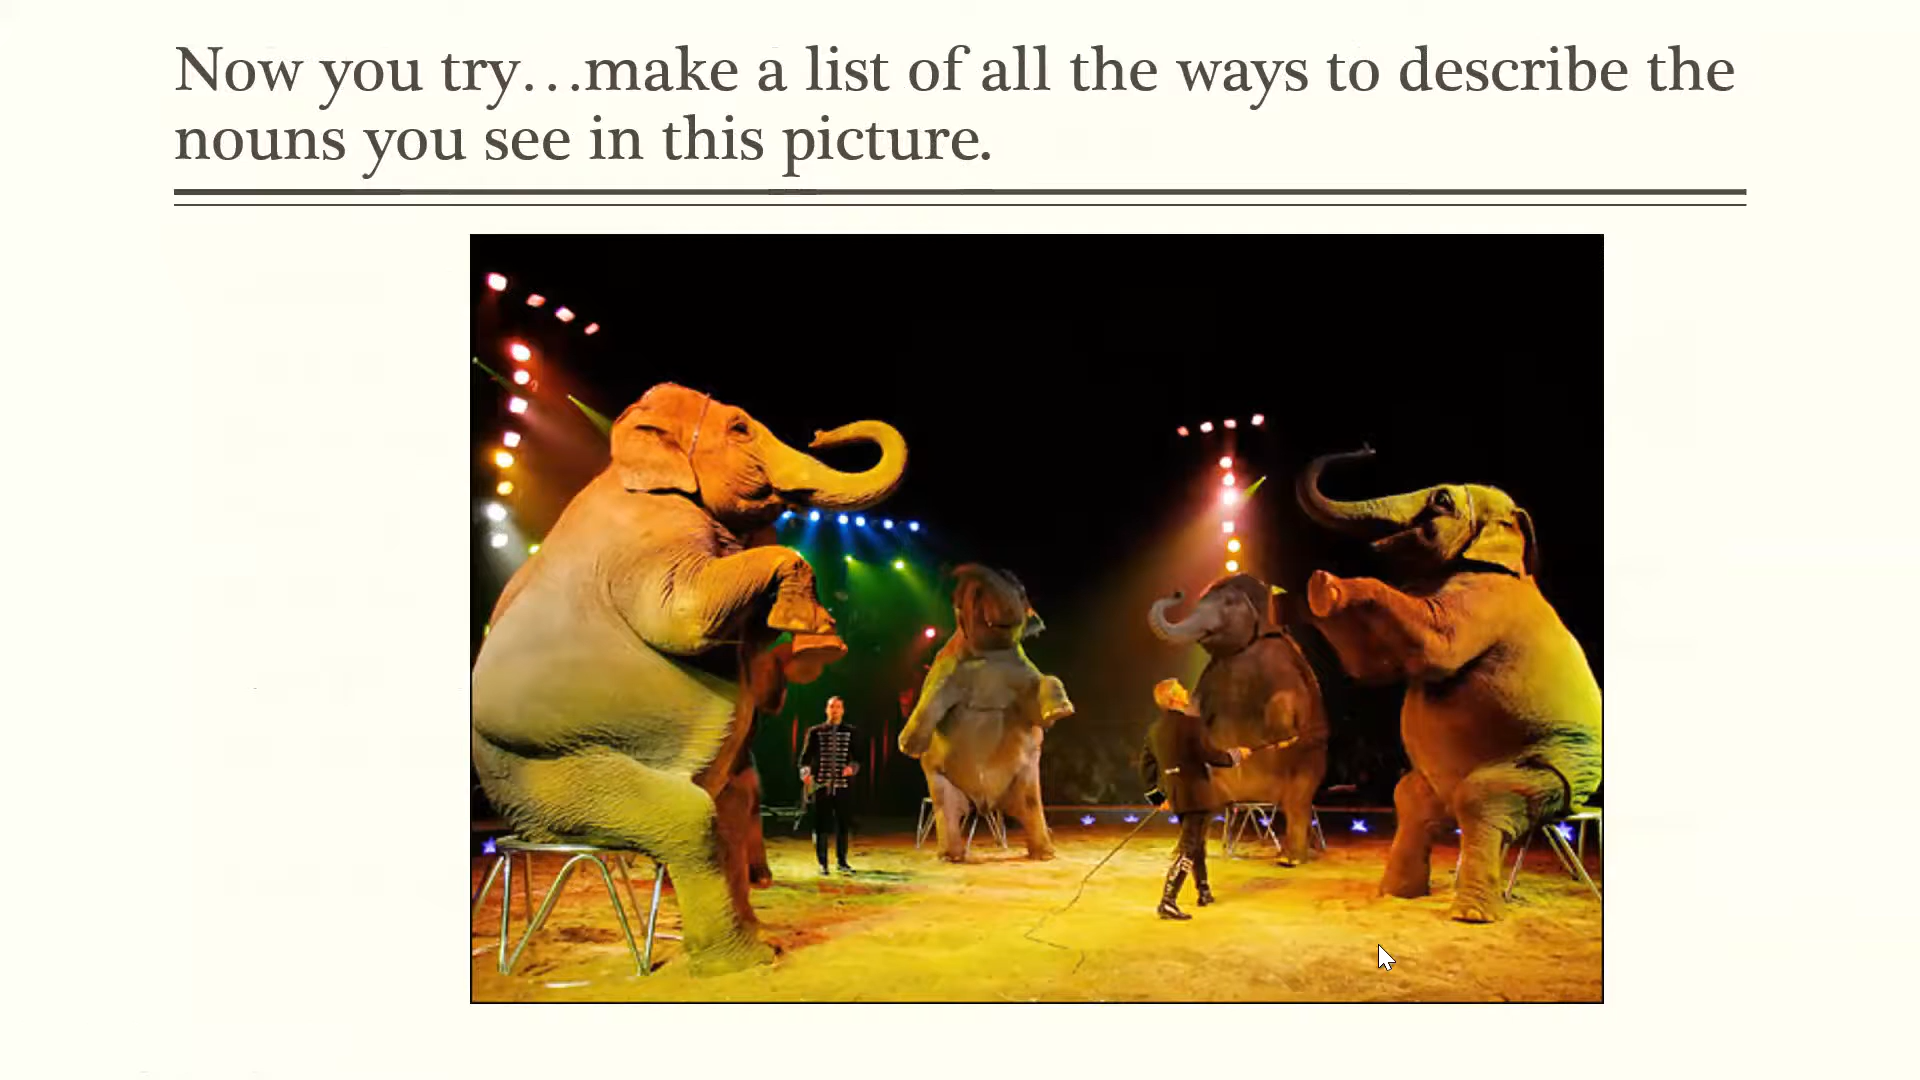 Now you try…make a list of all the ways to describe the
nouns you see in this picture.